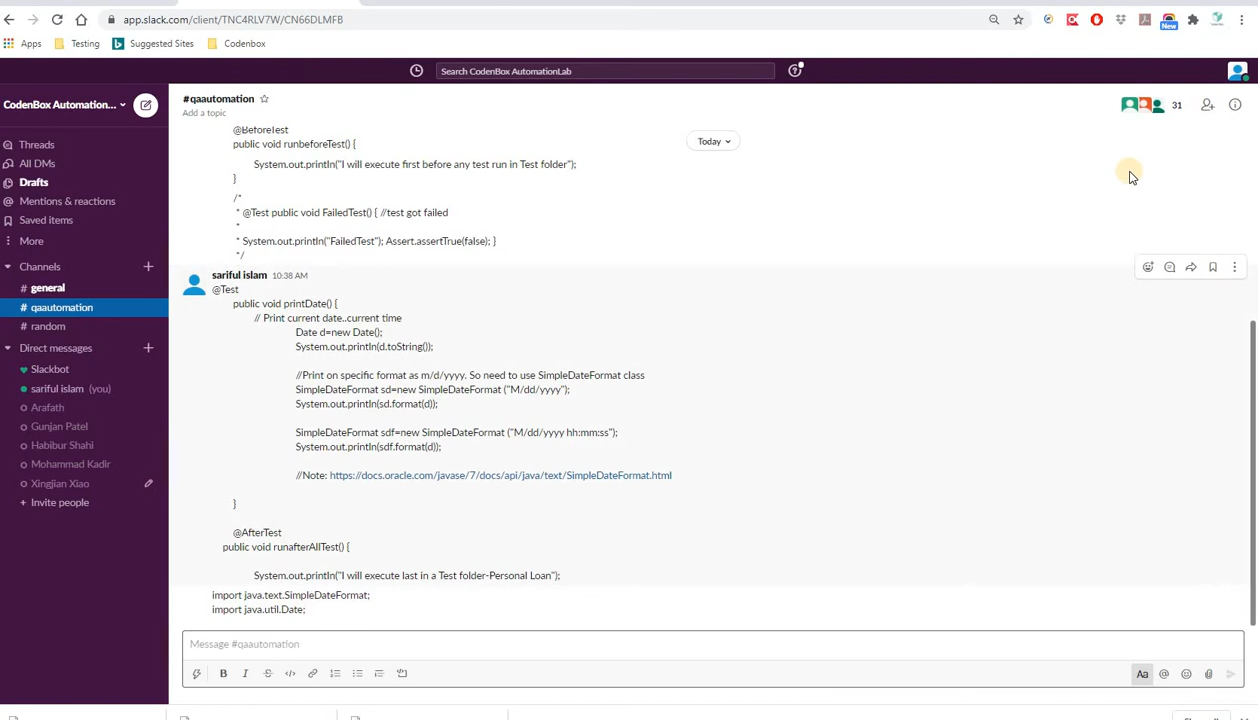 app.slack.com/client/TNC4RLV7W/CN66DLMFB
New
Apps
Testing
Suggested Sites
Codenbox
Search CodenBox AutomationLab
CodenBox Automation...
Threads
All DMs
Drafts
Mentions & reactions
Saved items
More
Channels
# general
# qaautomation
# random
Direct messages
Slackbot
sariful islam (you)
Arafath
Gunjan Patel
Habibur Shahi
Mohammad Kadir
Xingjian Xiao
+ Invite people
#qaautomation
Add a topic
31
Today
@BeforeTest
public void runbeforeTest() {
System.out.println("I will execute first before any test run in Test folder");
}
/*
* @Test public void FailedTest() { //test got failed
*
* System.out.println("FailedTest"); Assert.assertTrue(false); }
*/
sariful islam 10:38 AM
@Test
public void printDate() {
// Print current date..current time
Date d=new Date();
System.out.println(d.toString());
//Print on specific format as m/d/yyyy. So need to use SimpleDateFormat class
SimpleDateFormat sd=new SimpleDateFormat ("M/dd/yyyy");
System.out.println(sd.format(d));
SimpleDateFormat sdf=new SimpleDateFormat ("M/dd/yyyy hh:mm:ss");
System.out.println(sdf.format(d));
//Note: https://docs.oracle.com/javase/7/docs/api/java/text/SimpleDateFormat.html
}
@AfterTest
public void runafterAllTest() {
System.out.println("I will execute last in a Test folder-Personal Loan");
import java.text.SimpleDateFormat;
import java.util.Date;
Message #qaautomation
B I S Aa @